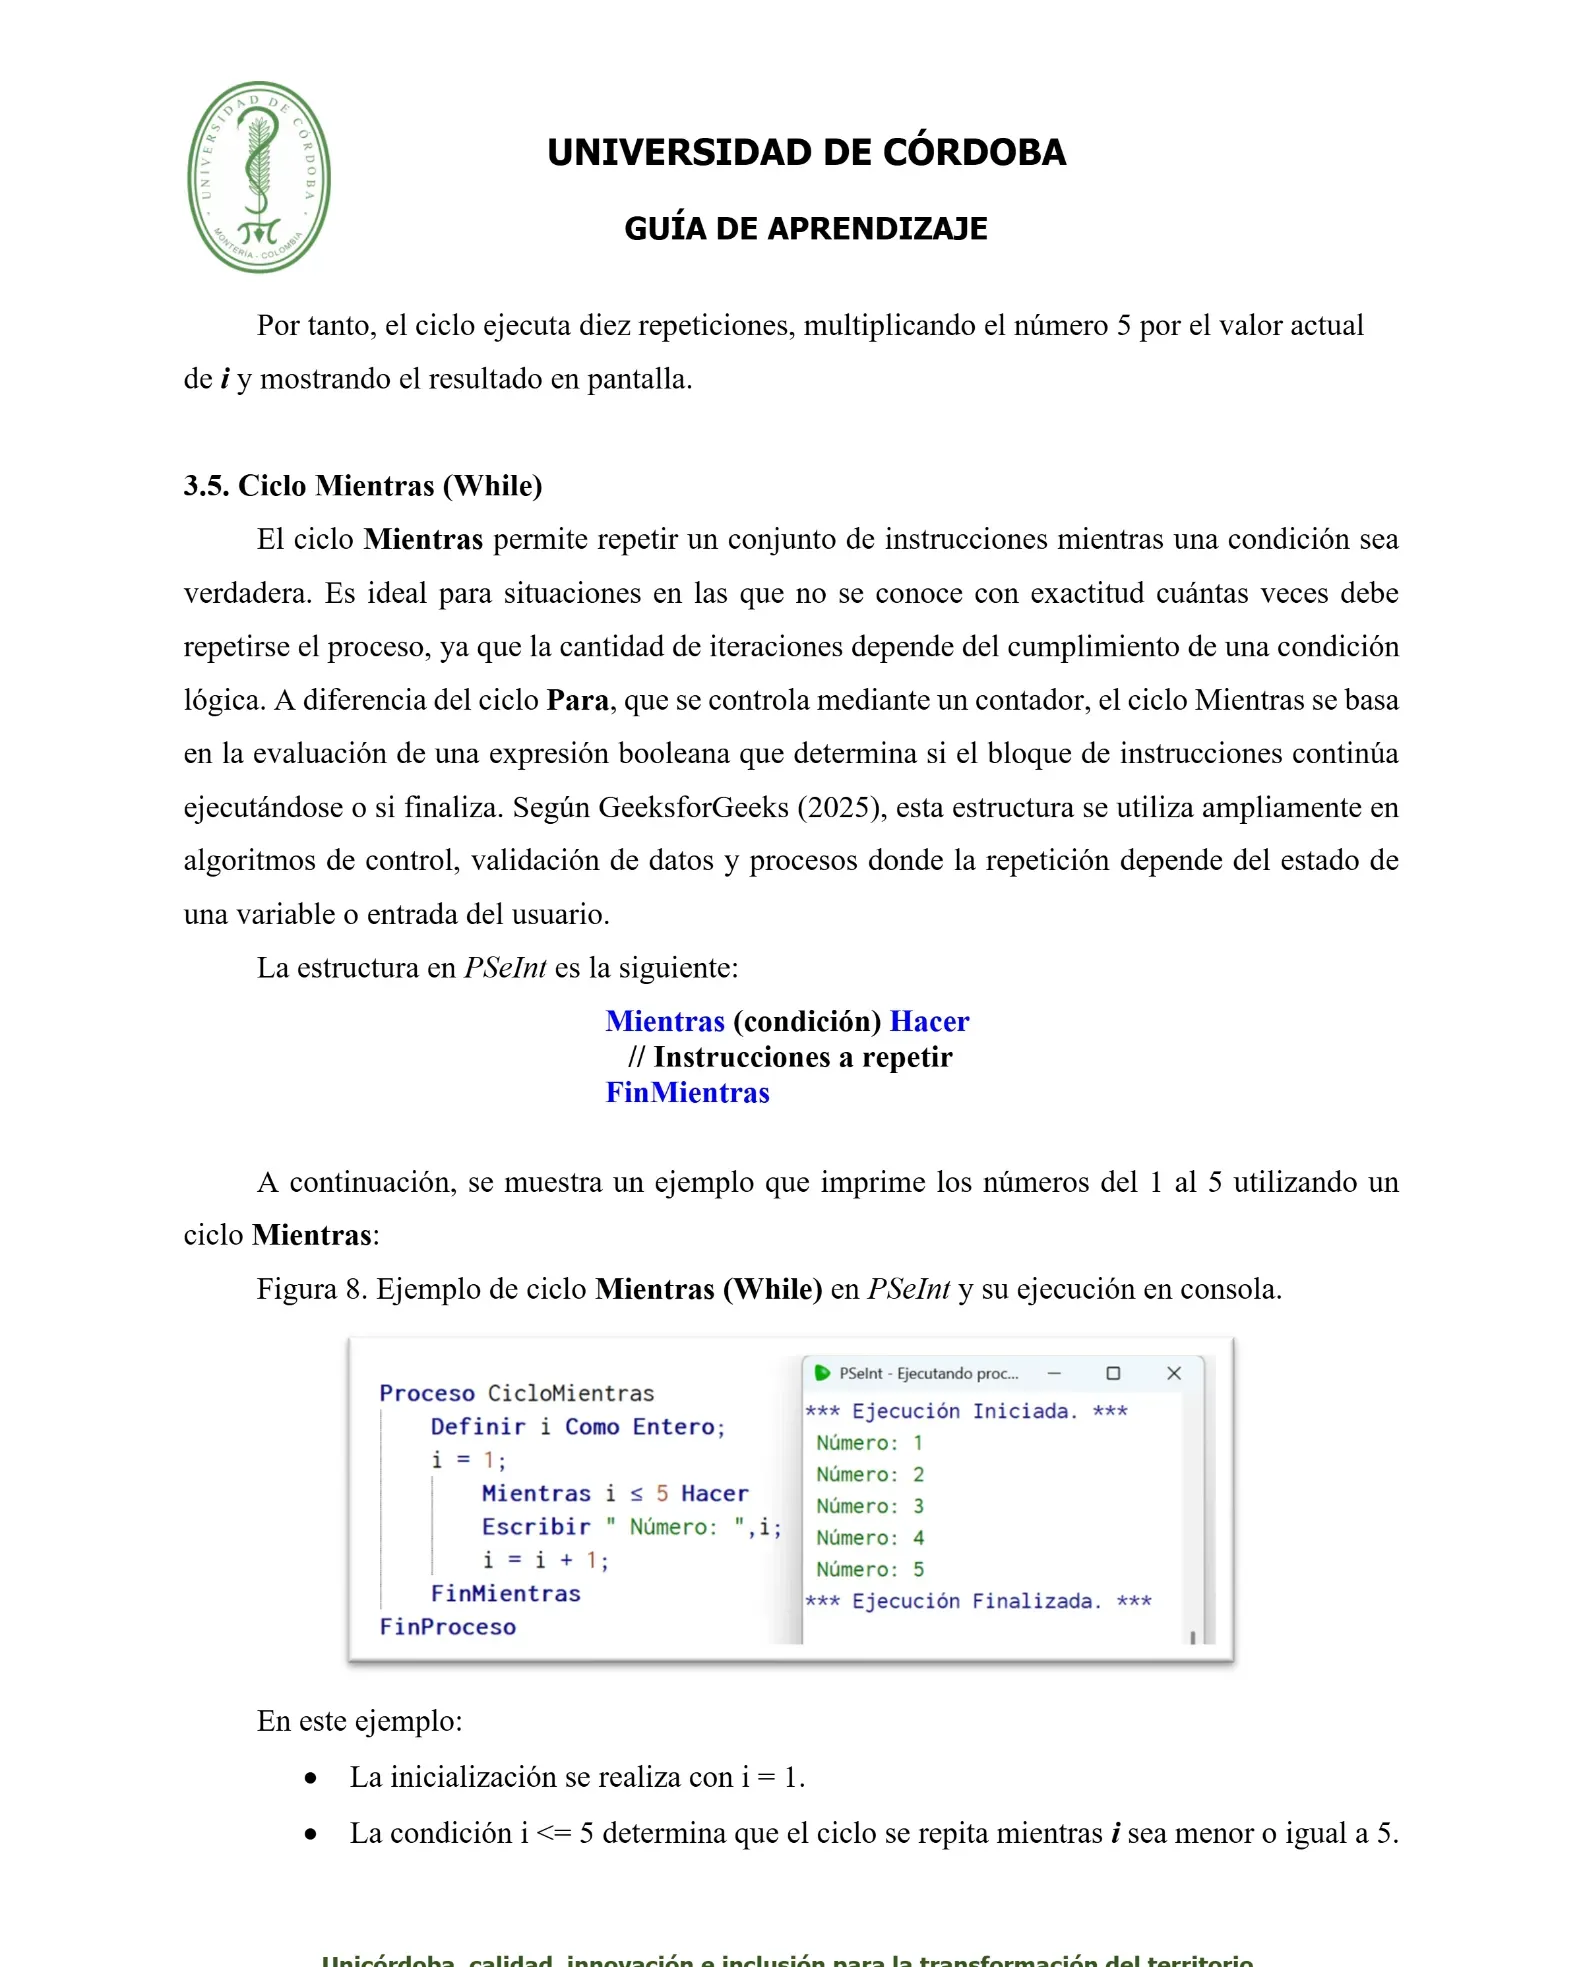 UNIVERSIDAD DE CÓRDOBA
MONTERÍA - COLOMBIA
UNIVERSIDAD DE CÓRDOBA
GUÍA DE APRENDIZAJE
Por tanto, el ciclo ejecuta diez repeticiones, multiplicando el número 5 por el valor actual
de i y mostrando el resultado en pantalla.
3.5. Ciclo Mientras (While)
El ciclo Mientras permite repetir un conjunto de instrucciones mientras una condición sea
verdadera. Es ideal para situaciones en las que no se conoce con exactitud cuántas veces debe
repetirse el proceso, ya que la cantidad de iteraciones depende del cumplimiento de una condición
lógica. A diferencia del ciclo Para, que se controla mediante un contador, el ciclo Mientras se basa
en la evaluación de una expresión booleana que determina si el bloque de instrucciones continúa
ejecutándose o si finaliza. Según GeeksforGeeks (2025), esta estructura se utiliza ampliamente en
algoritmos de control, validación de datos y procesos donde la repetición depende del estado de
una variable o entrada del usuario.
La estructura en PSeInt es la siguiente:
Mientras (condición) Hacer
// Instrucciones a repetir
FinMientras
A continuación, se muestra un ejemplo que imprime los números del 1 al 5 utilizando un
ciclo Mientras:
Figura 8. Ejemplo de ciclo Mientras (While) en PSeInt y su ejecución en consola.
Proceso CicloMientras
Definir i Como Entero;
i = 1;
Mientras i ≤ 5 Hacer
Escribir " Número: ",i;
i = i + 1;
FinMientras
FinProceso
PSeInt - Ejecutando proc...
*** Ejecución Iniciada. ***
Número: 1
Número: 2
Número: 3
Número: 4
Número: 5
*** Ejecución Finalizada. ***
En este ejemplo:
• La inicialización se realiza con i = 1.
• La condición i <= 5 determina que el ciclo se repita mientras i sea menor o igual a 5.
Unicórdoba, calidad, innovación e inclusión para la transformación del territorio